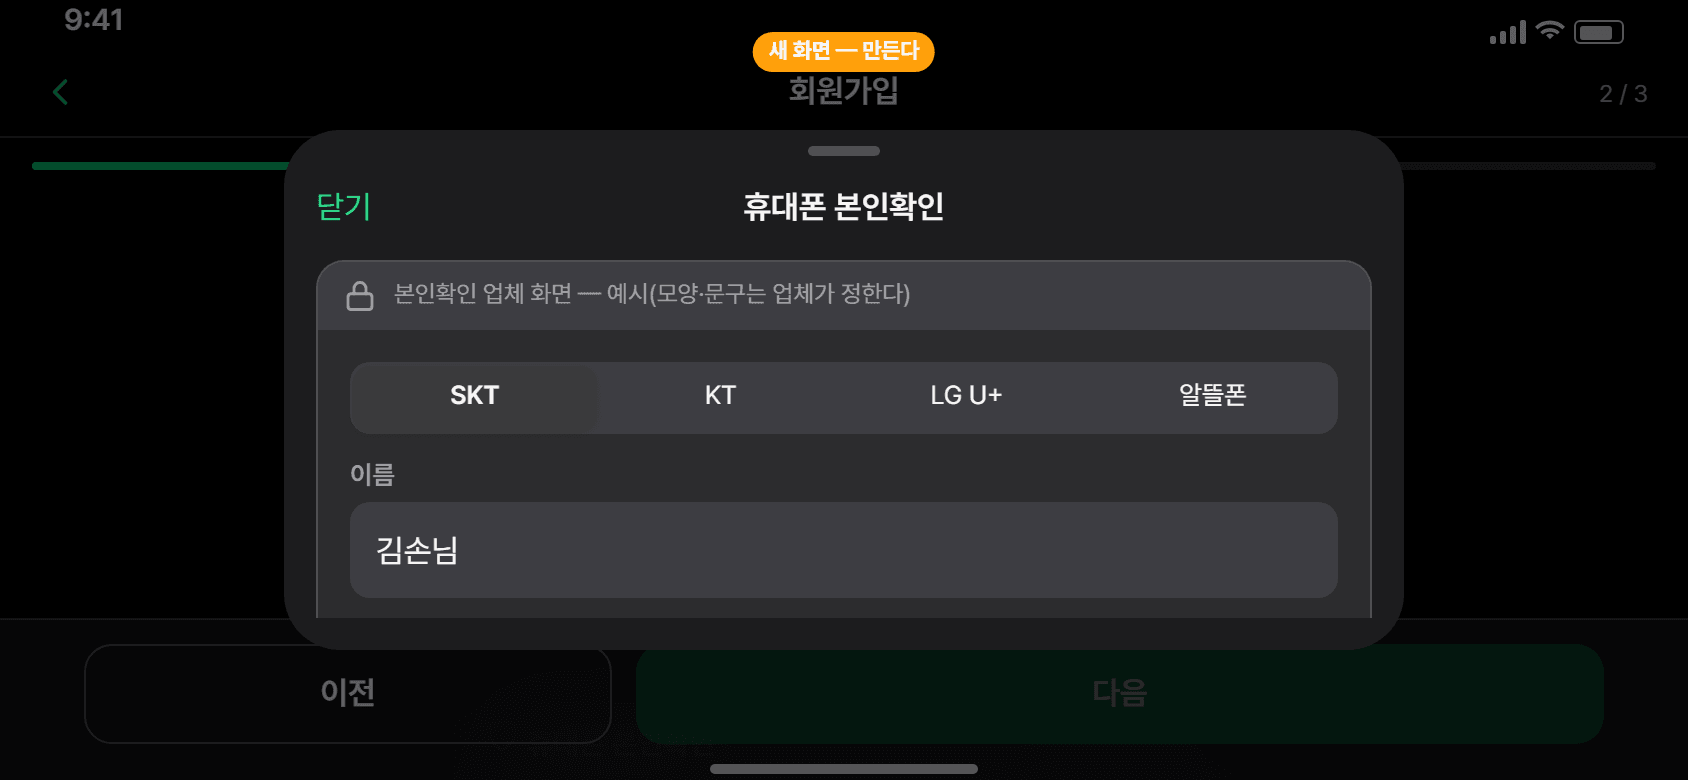 9:41
새 화면 — 만든다
회원가입
2 / 3
닫기
휴대폰 본인확인
본인확인 업체 화면 — 예시(모양·문구는 업체가 정한다)
SKT
KT
LG U+
알뜰폰
이름
김손님
이전
다음